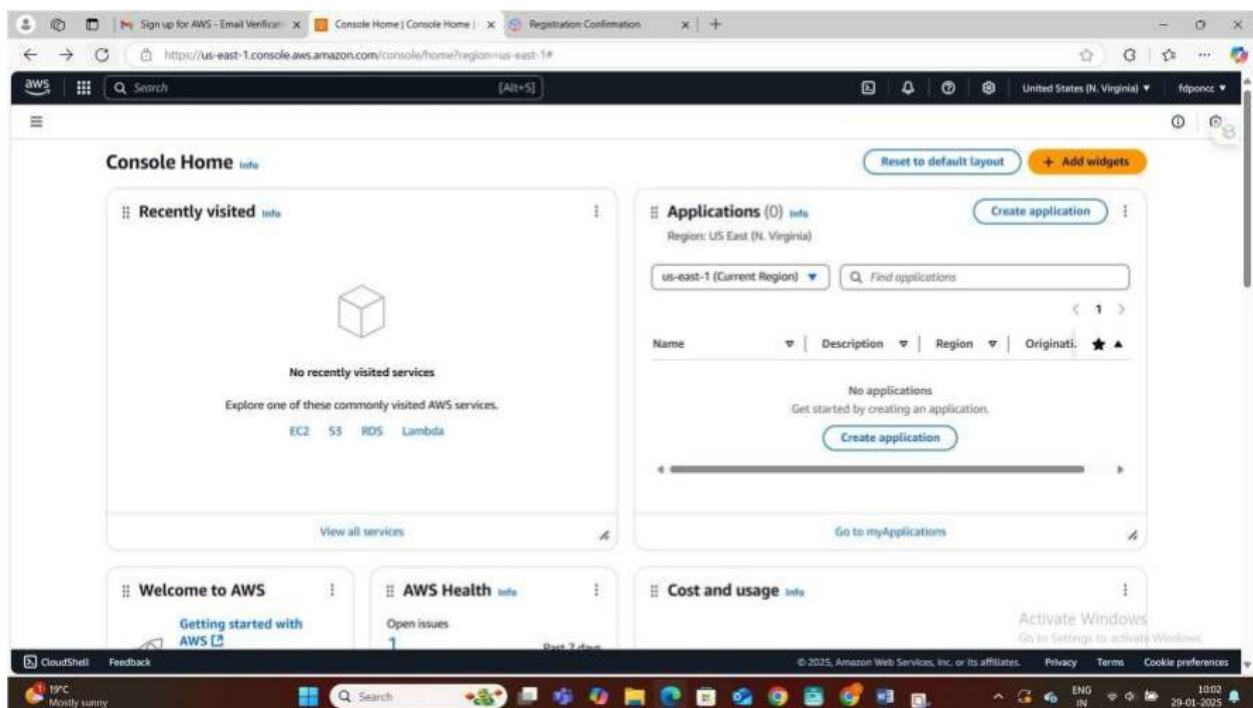 Sign up for AWS - Email Verificati
Console Home | Console Home |
Registration Confirmation
https://us-east-1.console.aws.amazon.com/console/home?region=us-east-1#
aws
Search
[Alt+S]
United States (N. Virginia)
fdponcc
Console Home Info
Reset to default layout
+ Add widgets
Recently visited Info
No recently visited services
Explore one of these commonly visited AWS services.
EC2 S3 RDS Lambda
View all services
Applications (0) Info
Create application
Region: US East (N. Virginia)
us-east-1 (Current Region)
Find applications
1
Name Description Region Originati.
No applications
Get started by creating an application.
Create application
Go to myApplications
Welcome to AWS
Getting started with
AWS
AWS Health Info
Open issues
1
Past 7 days
Cost and usage Info
Activate Windows
Go to Settings to activate Windows.
CloudShell Feedback
© 2025, Amazon Web Services, Inc. or its affiliates. Privacy Terms Cookie preferences
1
19°C
Mostly sunny
Search
ENG
IN
10:02
29-01-2025